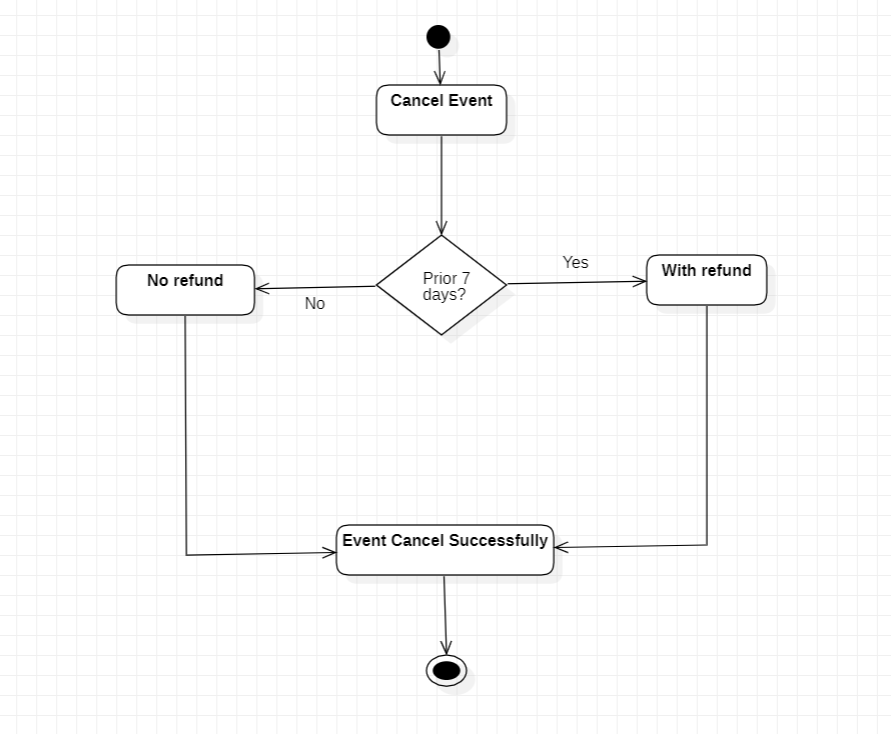 Cancel Event
Prior 7
days?
Yes
No
No refund
With refund
Event Cancel Successfully